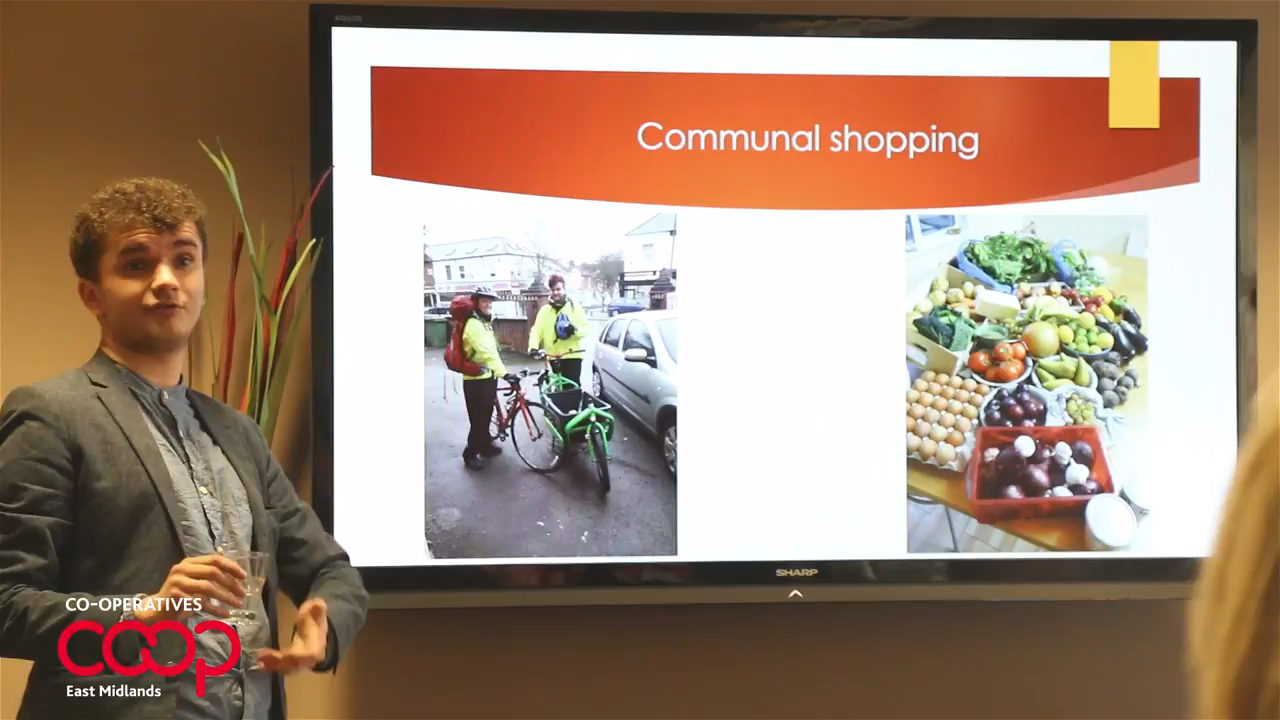 Communal shopping
SHARP
CO-OPERATIVES
coop
East Midlands